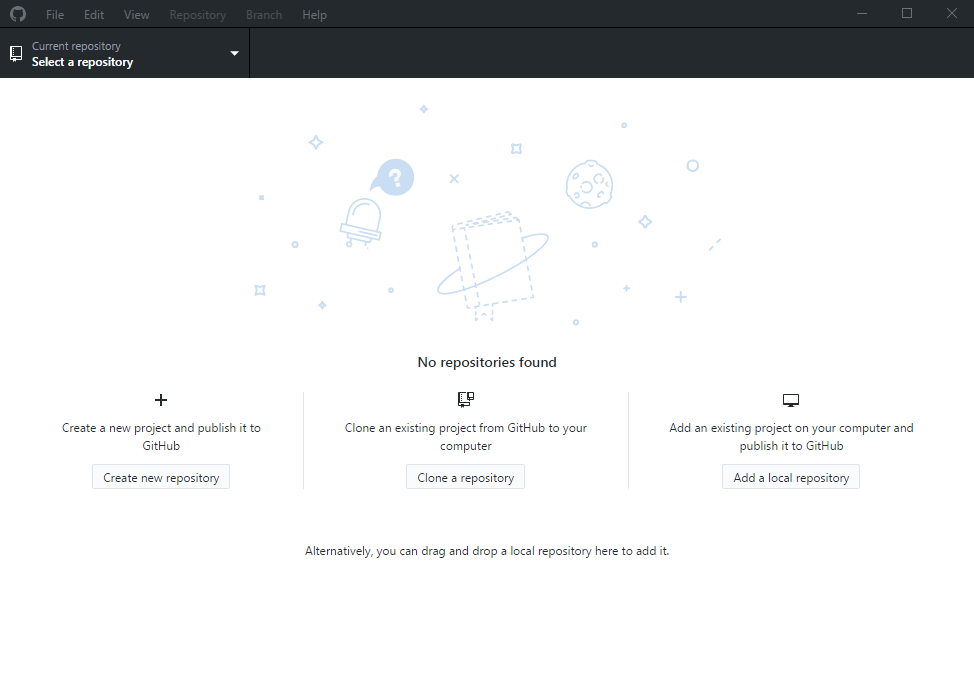 File Edit View Repository Branch Help
Current repository
Select a repository
?
No repositories found
Create a new project and publish it to
GitHub
Create new repository
Clone an existing project from GitHub to your
computer
Clone a repository
Add an existing project on your computer and
publish it to GitHub
Add a local repository
Alternatively, you can drag and drop a local repository here to add it.